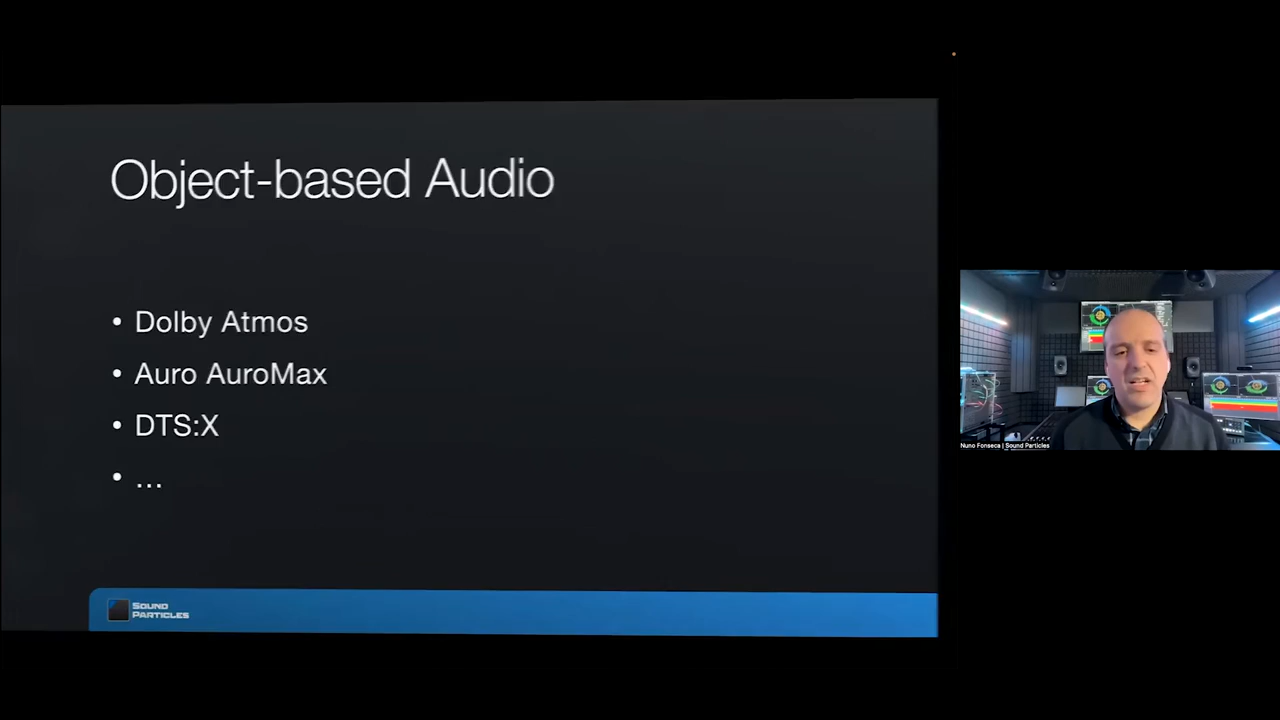 Object-based Audio
• Dolby Atmos
• Auro AuroMax
• DTS:X
• ...
SOUND
PARTICLES
Nuno Fonseca | Sound Particles